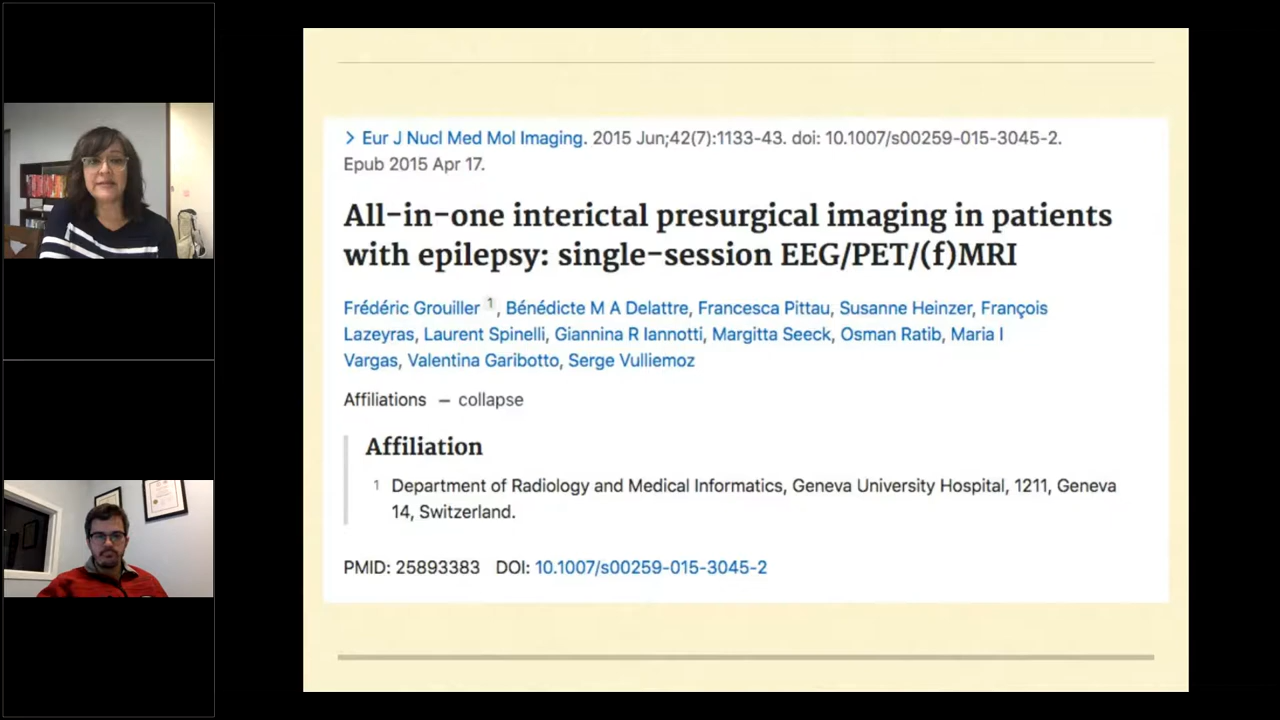 > Eur J Nucl Med Mol Imaging. 2015 Jun;42(7):1133-43. doi: 10.1007/s00259-015-3045-2.
Epub 2015 Apr 17.
All-in-one interictal presurgical imaging in patients
with epilepsy: single-session EEG/PET/(f)MRI
Frédéric Grouiller 1, Bénédicte M A Delattre, Francesca Pittau, Susanne Heinzer, François
Lazeyras, Laurent Spinelli, Giannina R Iannotti, Margitta Seeck, Osman Ratib, Maria I
Vargas, Valentina Garibotto, Serge Vulliemoz
Affiliations – collapse
Affiliation
1 Department of Radiology and Medical Informatics, Geneva University Hospital, 1211, Geneva
14, Switzerland.
PMID: 25893383 DOI: 10.1007/s00259-015-3045-2